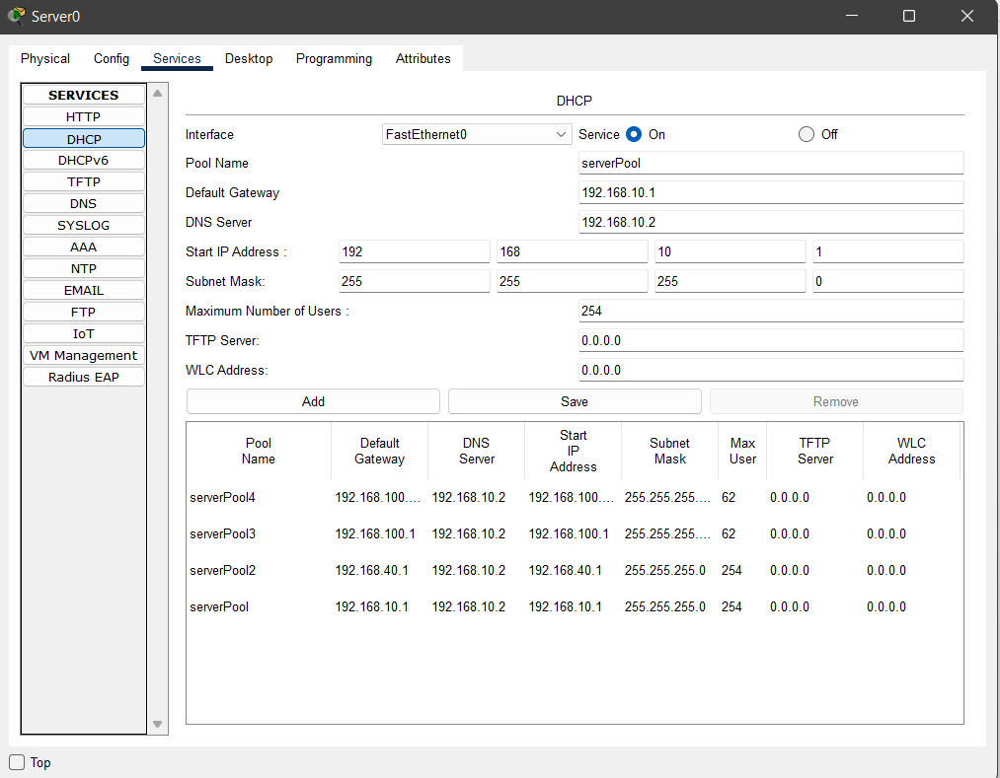 Server0
Physical Config Services Desktop Programming Attributes
SERVICES
HTTP
DHCP
DHCPv6
TFTP
DNS
SYSLOG
AAA
NTP
EMAIL
FTP
IoT
VM Management
Radius EAP
DHCP
Interface FastEthernet0 Service On Off
Pool Name serverPool
Default Gateway 192.168.10.1
DNS Server 192.168.10.2
Start IP Address : 192 168 10 1
Subnet Mask: 255 255 255 0
Maximum Number of Users : 254
TFTP Server: 0.0.0.0
WLC Address: 0.0.0.0
Add Save Remove
Pool Name Default Gateway DNS Server Start IP Address Subnet Mask Max User TFTP Server WLC Address
serverPool4 192.168.100.... 192.168.10.2 192.168.100.... 255.255.255.... 62 0.0.0.0 0.0.0.0
serverPool3 192.168.100.1 192.168.10.2 192.168.100.1 255.255.255.... 62 0.0.0.0 0.0.0.0
serverPool2 192.168.40.1 192.168.10.2 192.168.40.1 255.255.255.0 254 0.0.0.0 0.0.0.0
serverPool 192.168.10.1 192.168.10.2 192.168.10.1 255.255.255.0 254 0.0.0.0 0.0.0.0
Top